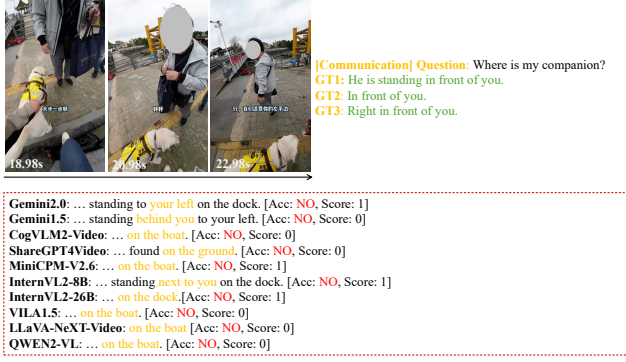 18.98s
20.98s
22.98s
好好
[Communication] Question: Where is my companion?
GT1: He is standing in front of you.
GT2: In front of you.
GT3: Right in front of you.
Gemini2.0: … standing to your left on the dock. [Acc: NO, Score: 1]
Gemini1.5: … standing behind you to your left. [Acc: NO, Score: 0]
CogVLM2-Video: … on the boat. [Acc: NO, Score: 0]
ShareGPT4Video: … found on the ground. [Acc: NO, Score: 0]
MiniCPM-V2.6: … on the boat. [Acc: NO, Score: 1]
InternVL2-8B: … standing next to you on the dock. [Acc: NO, Score: 1]
InternVL2-26B: … on the dock.[Acc: NO, Score: 1]
VILA1.5: … on the boat. [Acc: NO, Score: 0]
LLaVA-NeXT-Video: on the boat [Acc: NO, Score: 0]
QWEN2-VL: … on the boat. [Acc: NO, Score: 0]